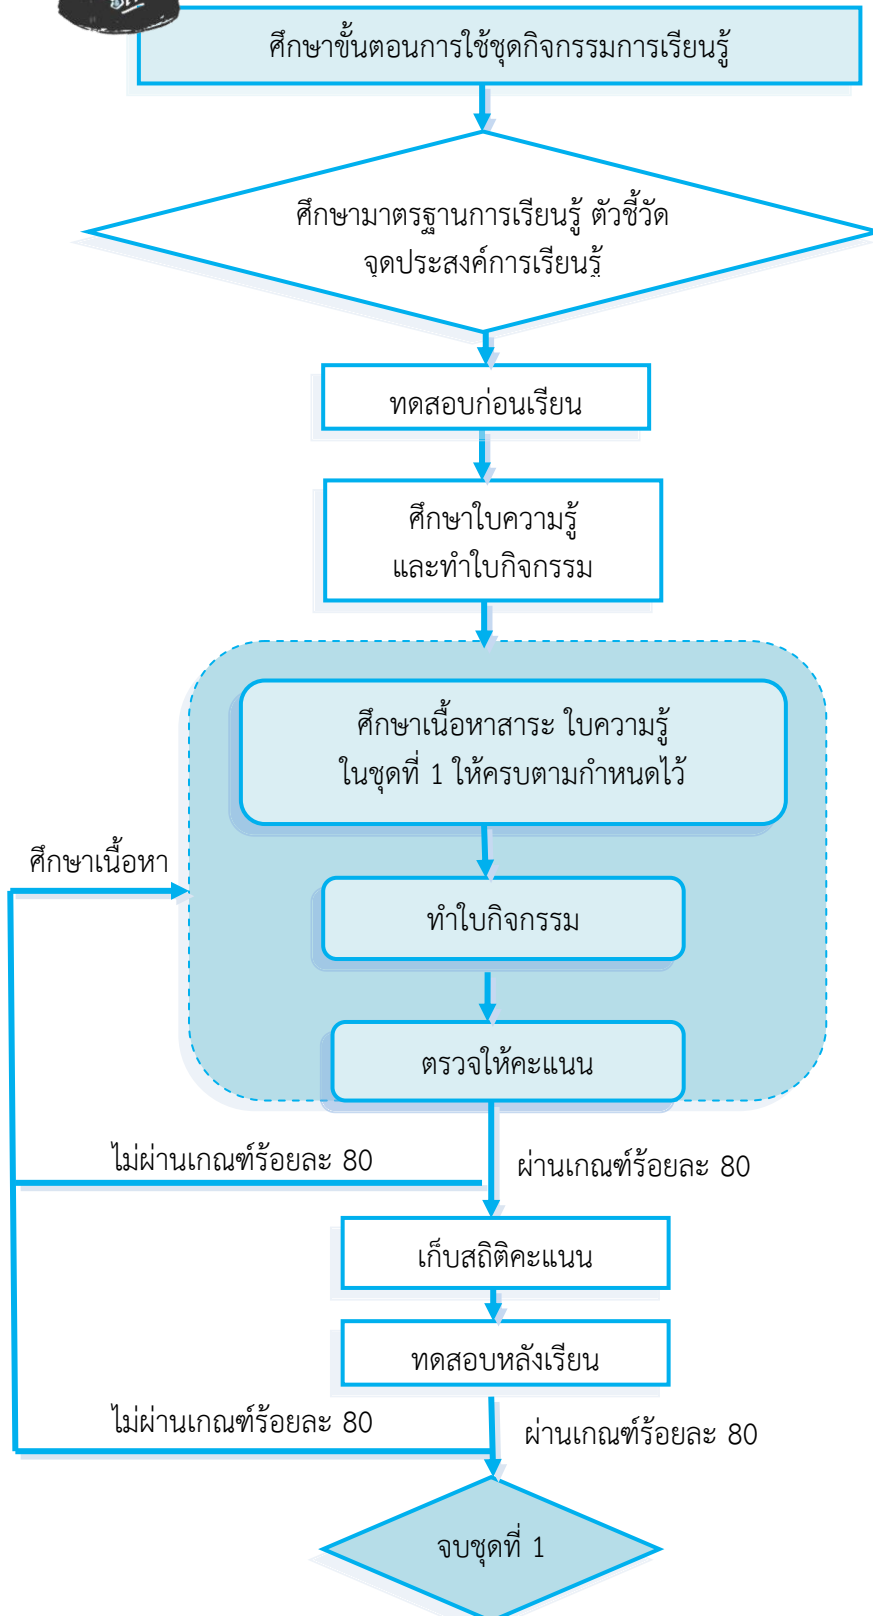 ศึกษาขั้นตอนการใช้ชุดกิจกรรมการเรียนรู้
ศึกษามาตรฐานการเรียนรู้ ตัวชี้วัด
จุดประสงค์การเรียนรู้
ทดสอบก่อนเรียน
ศึกษาใบความรู้
และทำใบกิจกรรม
ศึกษาเนื้อหาสาระ ใบความรู้
ในชุดที่ 1 ให้ครบตามกำหนดไว้
ศึกษาเนื้อหา
ทำใบกิจกรรม
ตรวจให้คะแนน
ไม่ผ่านเกณฑ์ร้อยละ 80
ผ่านเกณฑ์ร้อยละ 80
เก็บสถิติคะแนน
ทดสอบหลังเรียน
ไม่ผ่านเกณฑ์ร้อยละ 80
ผ่านเกณฑ์ร้อยละ 80
จบชุดที่ 1